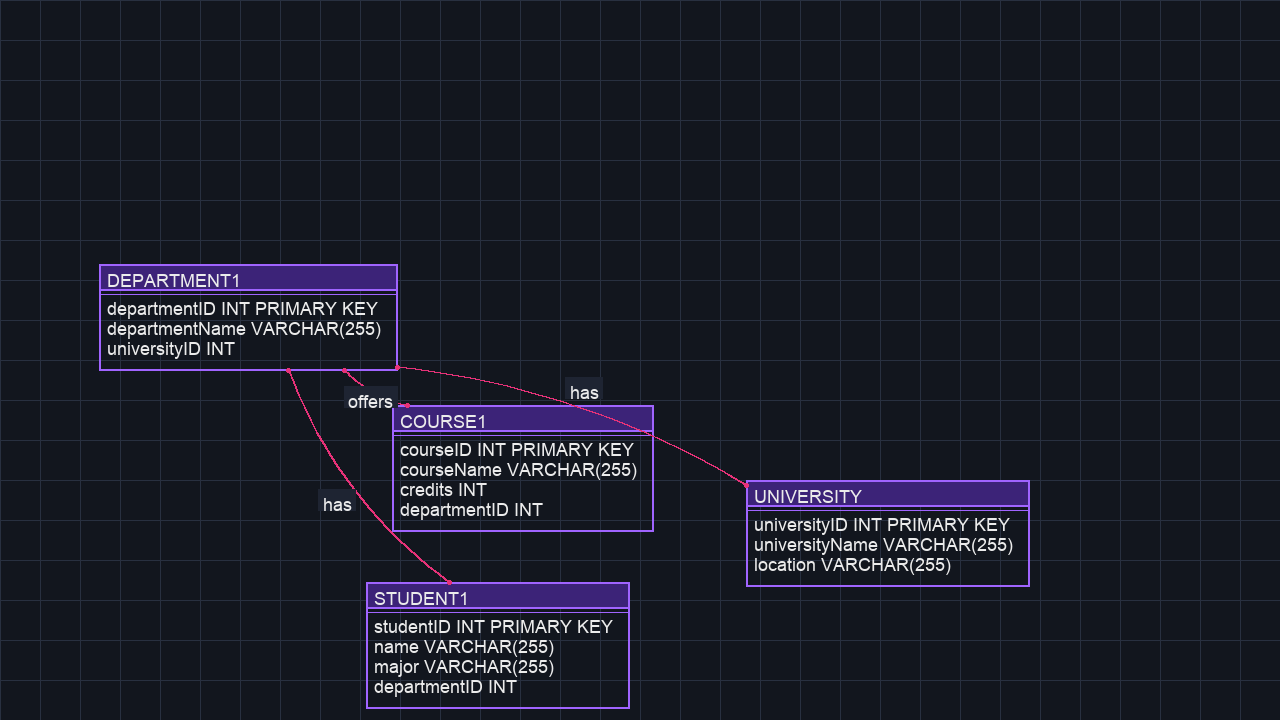 DEPARTMENT1
departmentID INT PRIMARY KEY
departmentName VARCHAR(255)
universityID INT
has
offers
COURSE1
courseID INT PRIMARY KEY
courseName VARCHAR(255)
credits INT
departmentID INT
has
UNIVERSITY
universityID INT PRIMARY KEY
universityName VARCHAR(255)
location VARCHAR(255)
STUDENT1
studentID INT PRIMARY KEY
name VARCHAR(255)
major VARCHAR(255)
departmentID INT